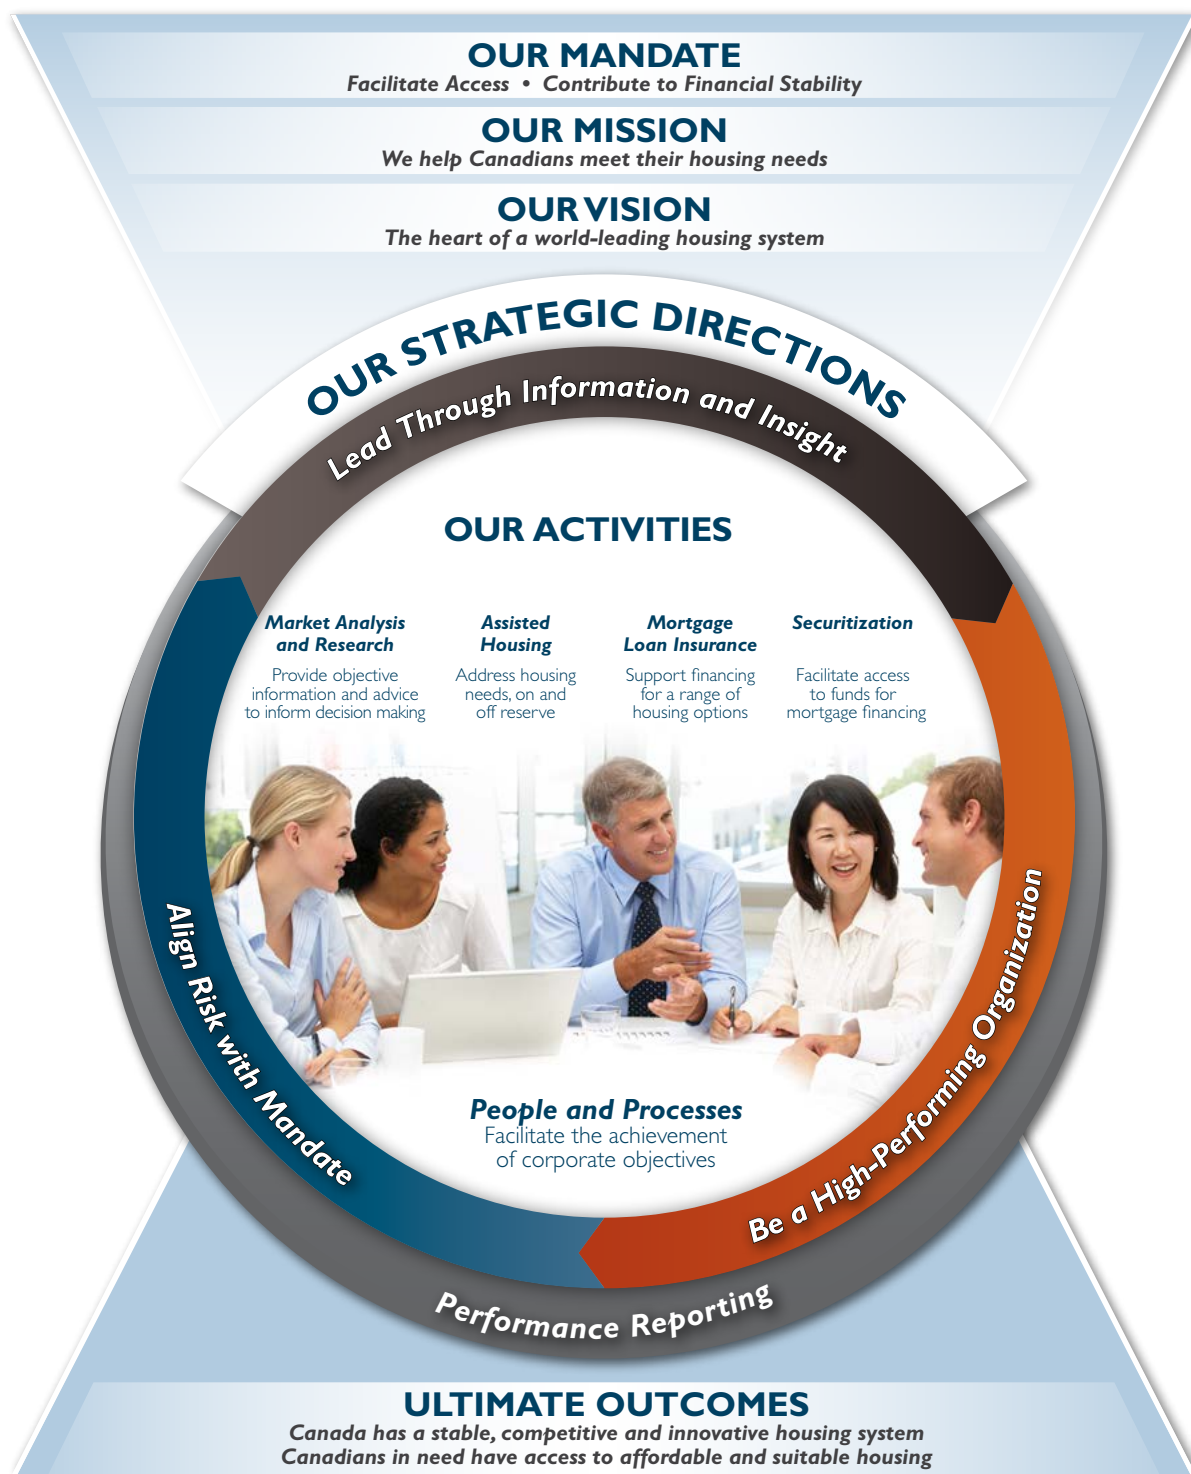 OUR MANDATE
Facilitate Access • Contribute to Financial Stability
OUR MISSION
We help Canadians meet their housing needs
OUR VISION
The heart of a world-leading housing system
OUR STRATEGIC DIRECTIONS
Lead Through Information and Insight
OUR ACTIVITIES
Market Analysis
and Research
Provide objective
information and advice
to inform decision making
Assisted
Housing
Address housing
needs, on and
off reserve
Mortgage
Loan Insurance
Support financing
for a range of
housing options
Securitization
Facilitate access
to funds for
mortgage financing
Align Risk with Mandate
Be a High-Performing Organization
People and Processes
Facilitate the achievement
of corporate objectives
Performance Reporting
ULTIMATE OUTCOMES
Canada has a stable, competitive and innovative housing system
Canadians in need have access to affordable and suitable housing